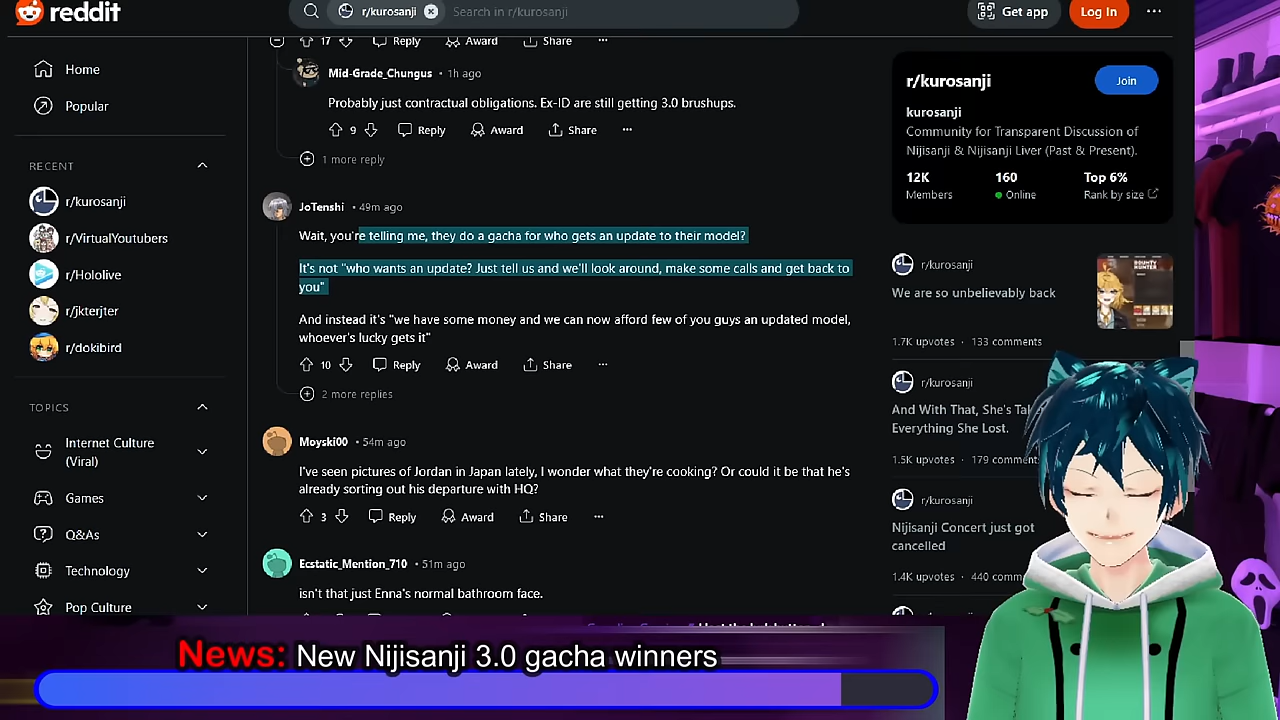 reddit
r/kurosanji
Search in r/kurosanji
Get app
Log In
Home
Popular
RECENT
r/kurosanji
r/VirtualYoutubers
r/Hololive
r/jkterjter
r/dokibird
TOPICS
Internet Culture
(Viral)
Games
Q&As
Technology
Pop Culture
17
Reply
Award
Share
Mid-Grade_Chungus • 1h ago
Probably just contractual obligations. Ex-ID are still getting 3.0 brushups.
9
Reply
Award
Share
1 more reply
JoTenshi • 49m ago
Wait, you're telling me, they do a gacha for who gets an update to their model?
It's not "who wants an update? Just tell us and we'll look around, make some calls and get back to
you"
And instead it's "we have some money and we can now afford few of you guys an updated model,
whoever's lucky gets it"
10
Reply
Award
Share
2 more replies
Moyski00 • 54m ago
I've seen pictures of Jordan in Japan lately, I wonder what they're cooking? Or could it be that he's
already sorting out his departure with HQ?
3
Reply
Award
Share
Ecstatic_Mention_710 • 51m ago
isn't that just Enna's normal bathroom face.
r/kurosanji
Join
kurosanji
Community for Transparent Discussion of
Nijisanji & Nijisanji Liver (Past & Present).
12K
160
Top 6%
Members
Online
Rank by size
r/kurosanji
We are so unbelievably back
BOUNTY
HUNTER
1.7K upvotes • 133 comments
r/kurosanji
And With That, She's
Everything She Lost.
1.5K upvotes • 179 comments
r/kurosanji
Nijisanji Concert just got
cancelled
1.4K upvotes • 440
News: New Nijisanji 3.0 gacha winners